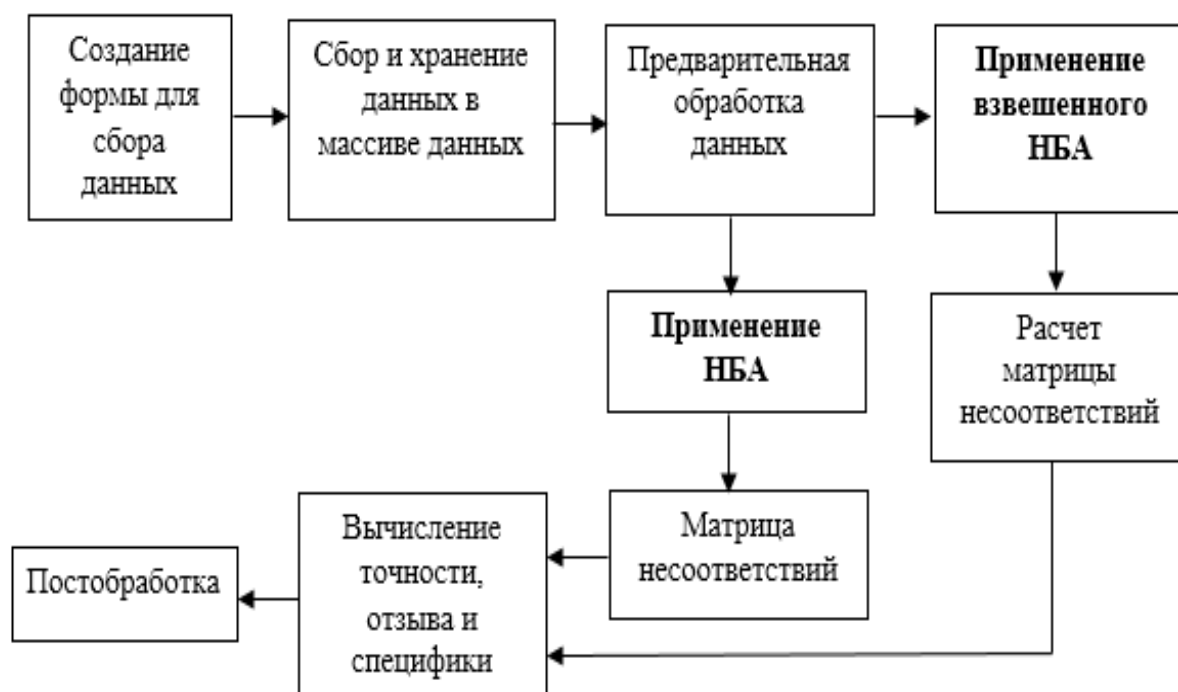 Создание
формы для
сбора
данных
Сбор и хранение
данных в
массиве данных
Предварительная
обработка
данных
Применение
взвешенного
НБА
Применение
НБА
Расчет
матрицы
несоответствий
Матрица
несоответствий
Вычисление
точности,
отзыва и
специфики
Постобработка